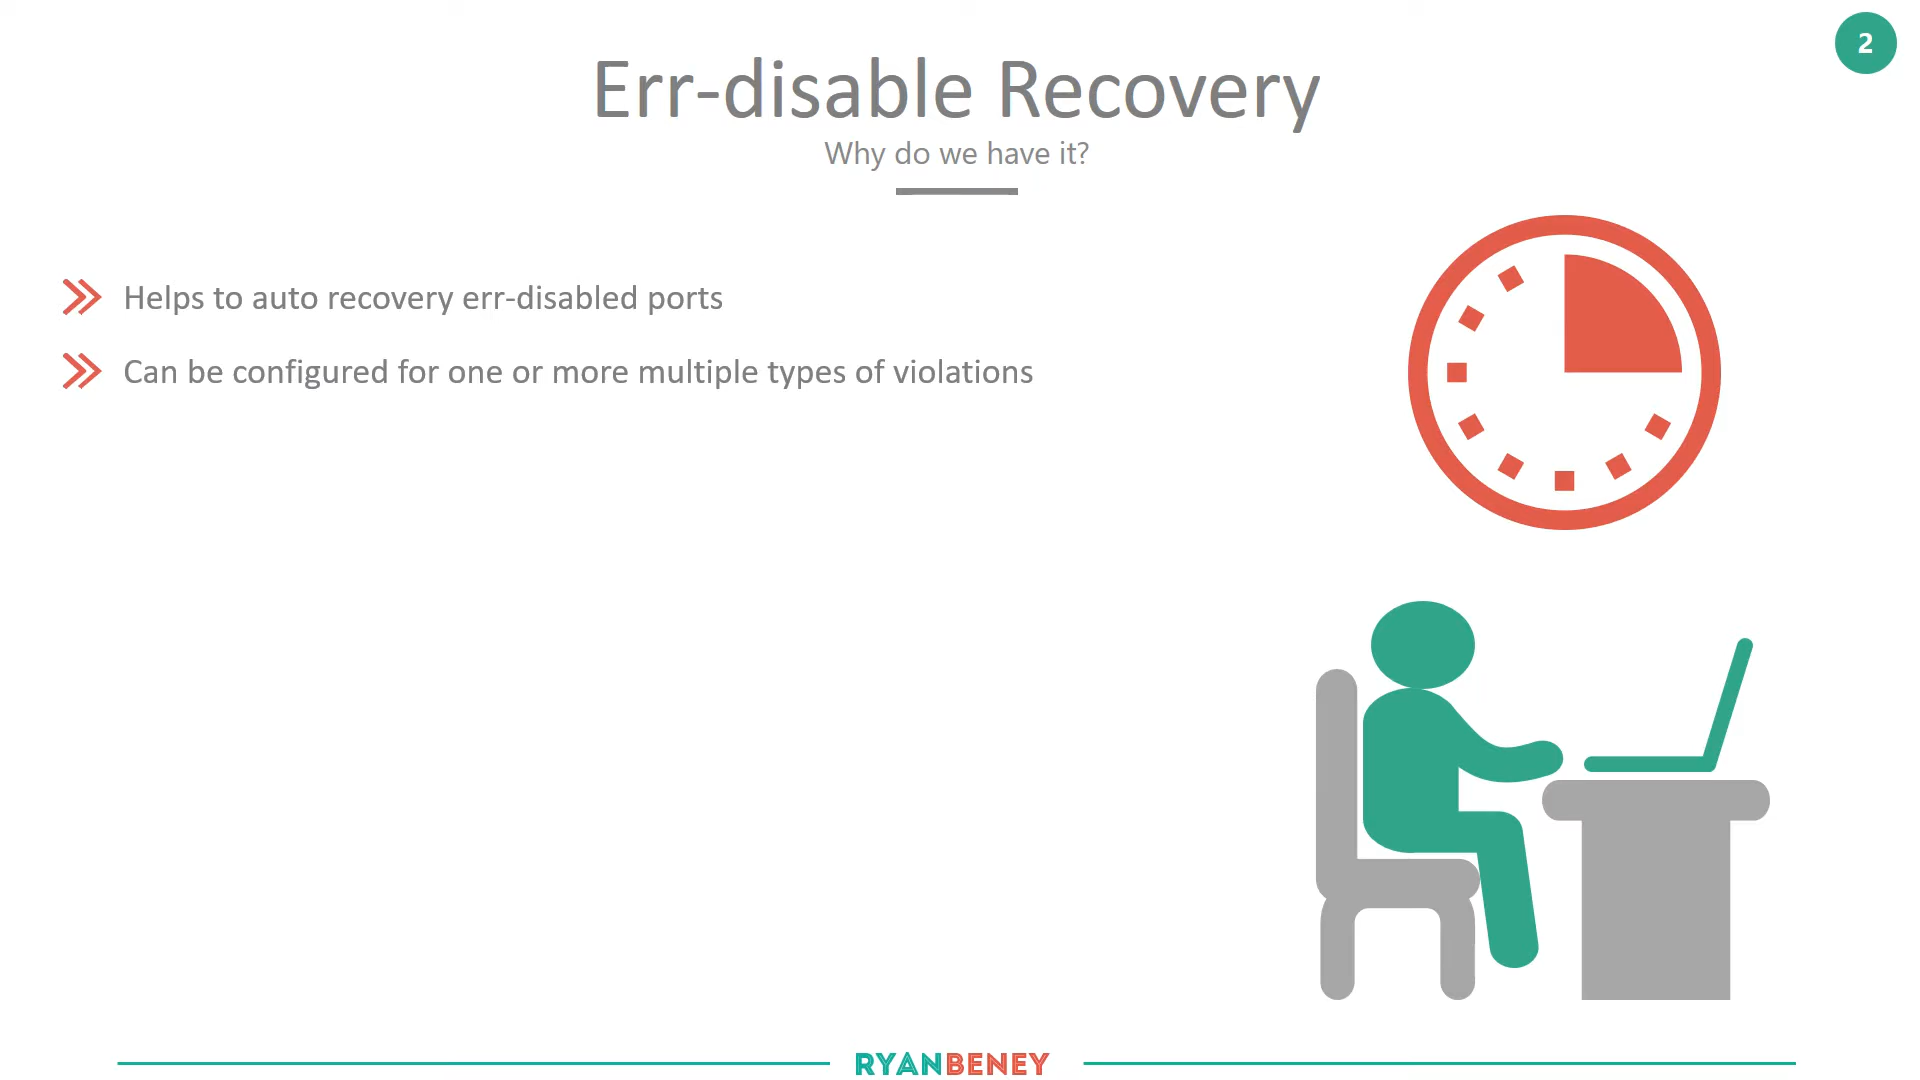 2
Err-disable Recovery
Why do we have it?
Helps to auto recovery err-disabled ports
Can be configured for one or more multiple types of violations
RYANBENEY